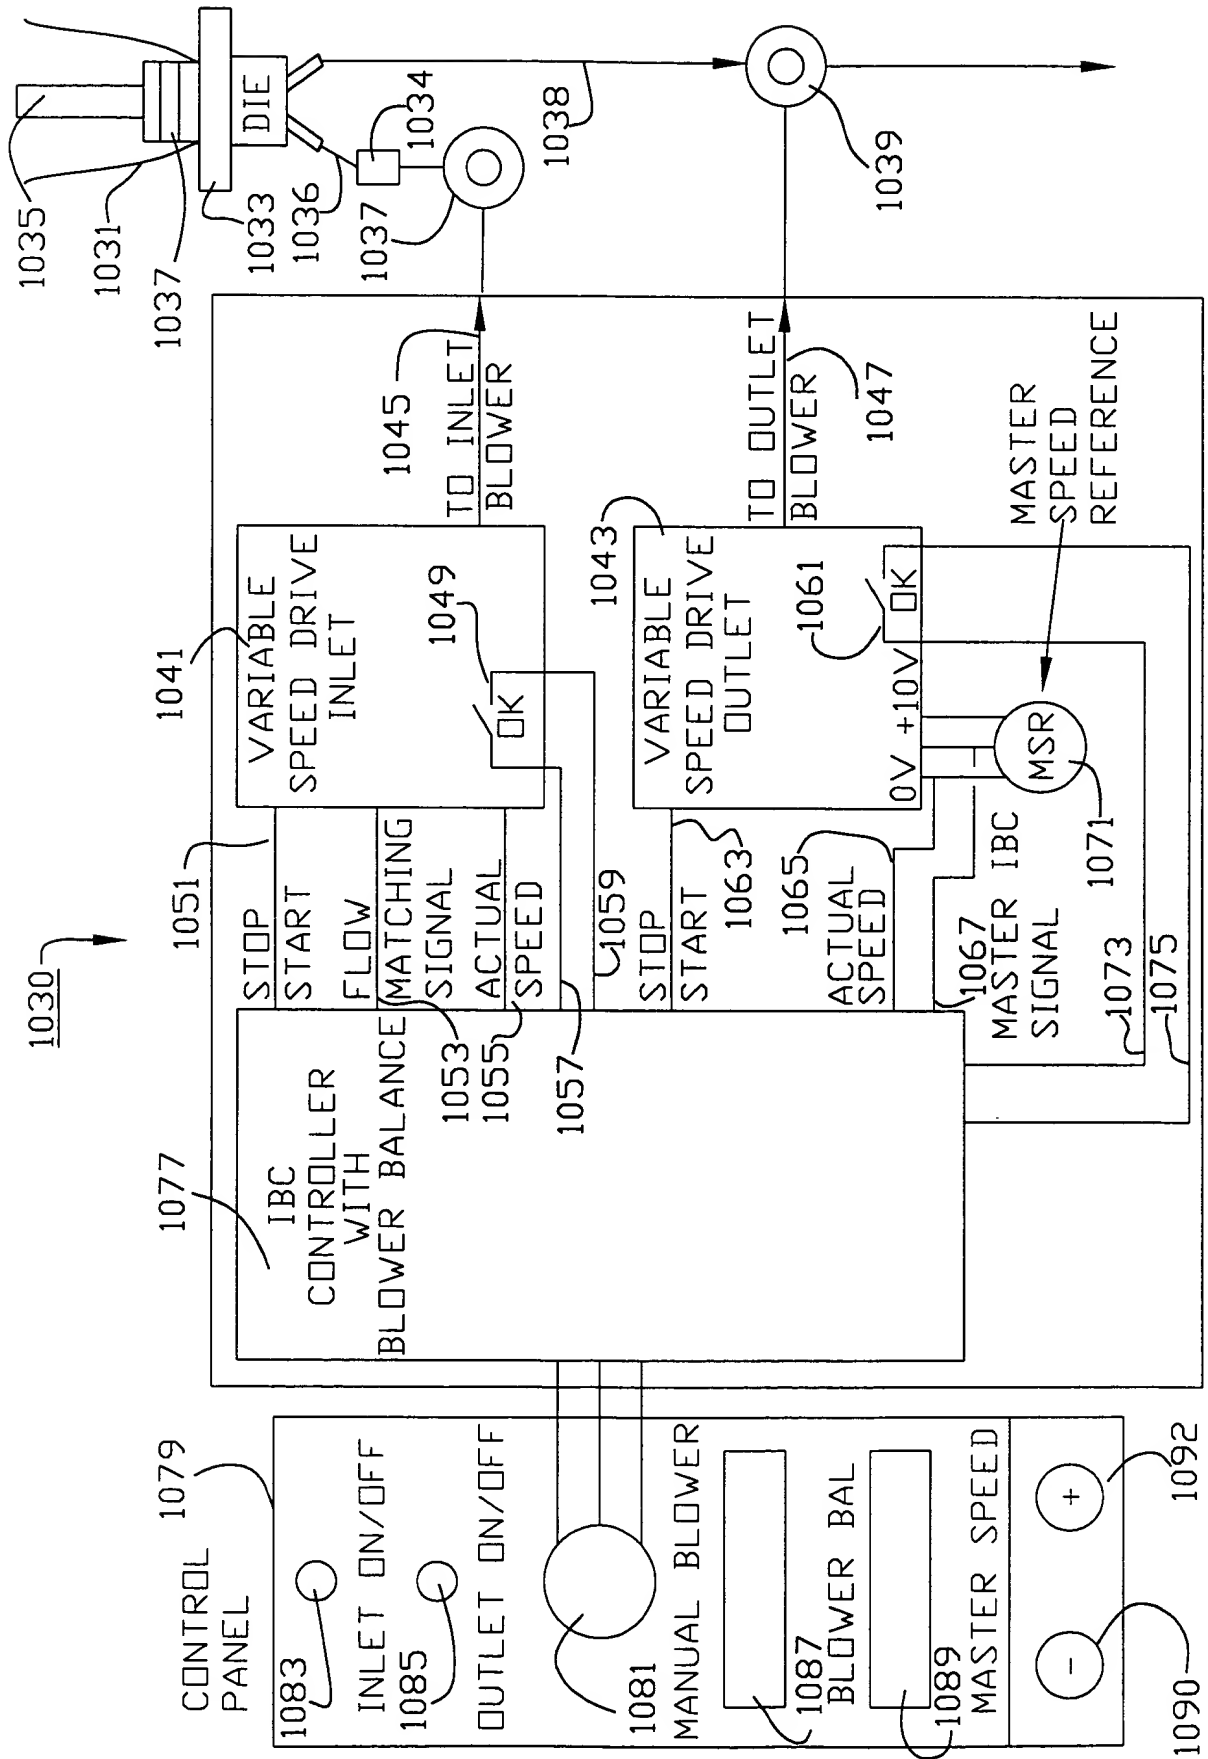 1030
CONTROL
PANEL
1079
1083
INLET ON/OFF
1085
OUTLET ON/OFF
1081
MANUAL BLOWER
1087
BLOWER BAL
1089
MASTER SPEED
-
+
1090
1092
1077
IBC
CONTROLLER
WITH
BLOWER BALANCE
1051
STOP
START
FLOW
MATCHING
SIGNAL
1053
ACTUAL
SPEED
1055
1057
1059
STOP
START
1063
1065
ACTUAL
SPEED
1067
MASTER IBC
SIGNAL
1073
1075
1041
VARIABLE
SPEED DRIVE
INLET
1049
OK
1043
VARIABLE
SPEED DRIVE
OUTLET
1061
OK
0V +10V
MSR
1071
MASTER
SPEED
REFERENCE
1045
TO INLET
BLOWER
TO OUTLET
BLOWER
1047
1035
1031
1037
1033
1036
1037
1034
1038
1039
DIE